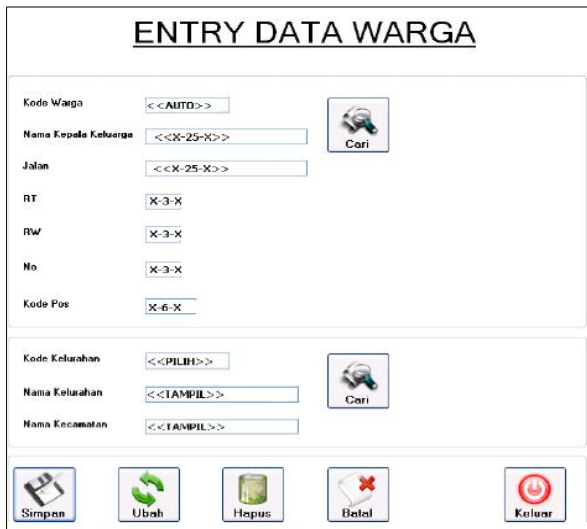 ENTRY DATA WARGA
Kode Warga <<AUTO>>
Cari
Nama Kepala Keluarga <<X-25-X>>
Jalan <<X-25-X>>
RT X-3-X
RW X-3-X
No X-3-X
Kode Pos X-6-X
Kode Kelurahan <<PILIH>>
Cari
Nama Kelurahan <<TAMPIL>>
Nama Kecamatan <<TAMPIL>>
Simpan Ubah Hapus Batal Keluar